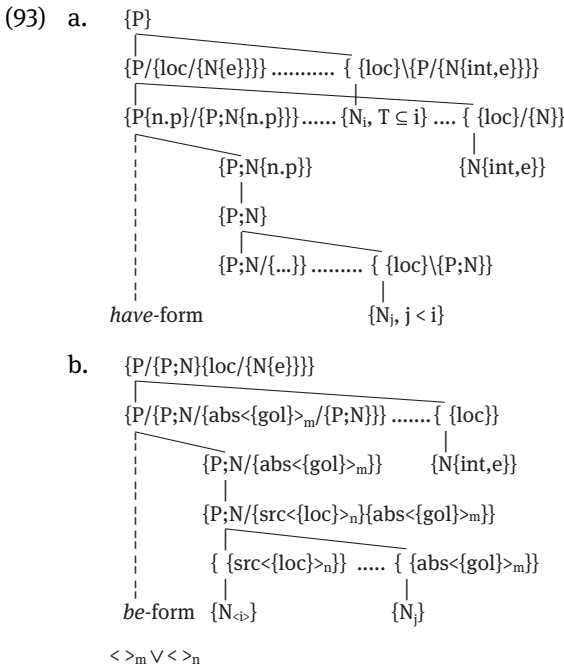 (93) a. {P}
{P/{loc/{N{e}}}} ........... { {loc}\{P/{N{int,e}}}}
{P{n.p}/{P;N{n.p}}}...... {Nᵢ, T ⊆ i} .... { {loc}/{N}}
{P;N{n.p}} {N{int,e}}
{P;N}
{P;N/{...}} ......... { {loc}\{P;N}}
have-form {Nⱼ, j < i}
b. {P/{P;N}{loc/{N{e}}}}
{P/{P;N/{abs<{gol}>ₘ/{P;N}}} ....... { {loc}}
{P;N/{abs<{gol}>ₘ}} {N{int,e}}
{P;N/{src<{loc}>ₙ}{abs<{gol}>ₘ}}
{ {src<{loc}>ₙ}} ..... { {abs<{gol}>ₘ}}
be-form {N<i>} {Nⱼ}
< >ₘ ∨ < >ₙ